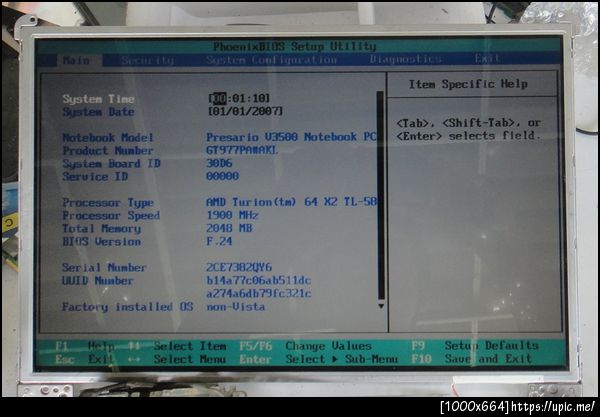 PhoenixBIOS Setup Utility
Main Security System Configuration Diagnostics Exit
Item Specific Help
System Time [00:01:10]
System Date [01/01/2007]
<Tab>, <Shift-Tab>, or
<Enter> selects field.
Notebook Model Presario V3500 Notebook PC
Product Number GT977PA#AKL
System Board ID 30D6
Service ID 00000
Processor Type AMD Turion(tm) 64 X2 TL-58
Processor Speed 1900 MHz
Total Memory 2048 MB
BIOS Version F.24
Serial Number 2CE7382QY6
UUID Number b14a77c06ab511dc
a274a6db79fc321c
Factory installed OS non-Vista
F1 Help ↑↓ Select Item F5/F6 Change Values F9 Setup Defaults
Esc Exit ↔ Select Menu Enter Select ▶ Sub-Menu F10 Save and Exit
[1000x664]https://upic.me/